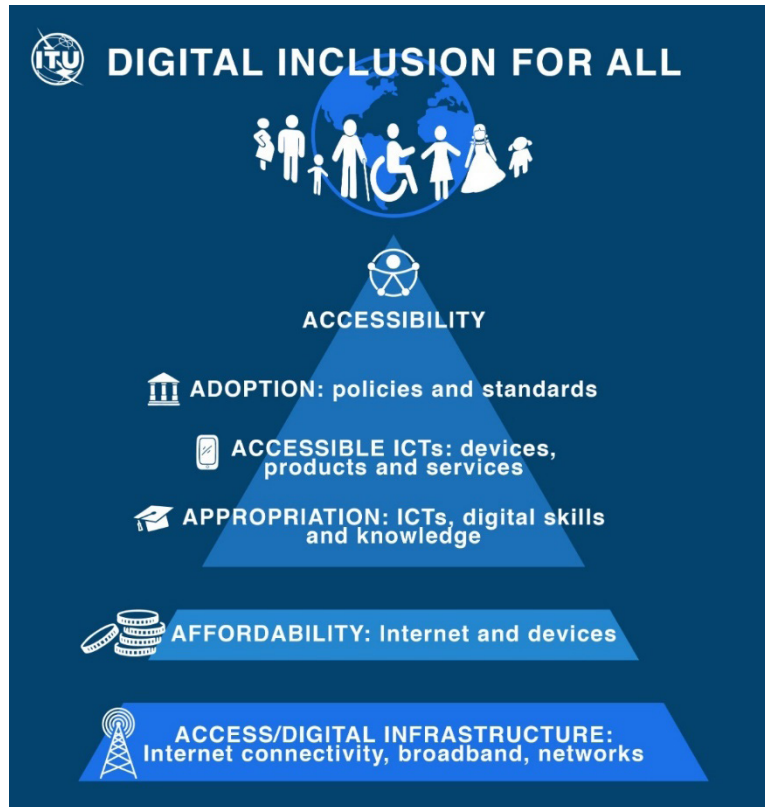 ITU
DIGITAL INCLUSION FOR ALL
ACCESSIBILITY
ADOPTION: policies and standards
ACCESSIBLE ICTs: devices,
products and services
APPROPRIATION: ICTs, digital skills
and knowledge
AFFORDABILITY: Internet and devices
ACCESS/DIGITAL INFRASTRUCTURE:
Internet connectivity, broadband, networks